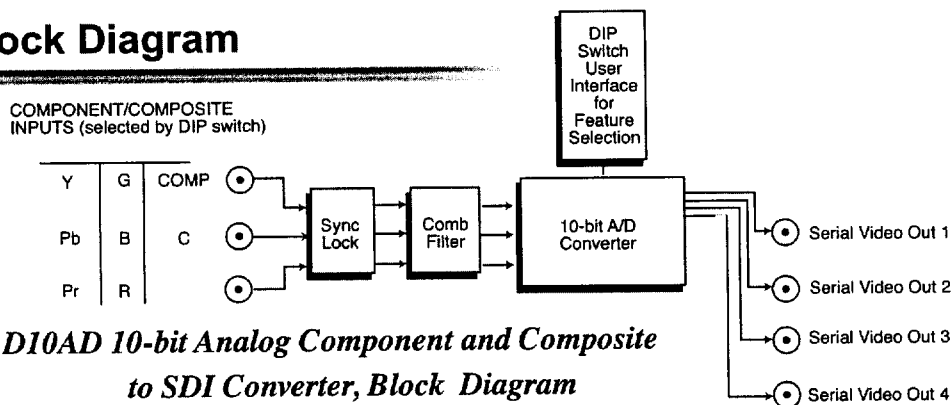 ock Diagram
COMPONENT/COMPOSITE
INPUTS (selected by DIP switch)
Y G COMP
Pb B C
Pr R
Sync
Lock
Comb
Filter
10-bit A/D
Converter
DIP
Switch
User
Interface
for
Feature
Selection
Serial Video Out 1
Serial Video Out 2
Serial Video Out 3
Serial Video Out 4
D10AD 10-bit Analog Component and Composite
to SDI Converter, Block Diagram